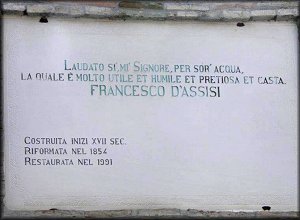 LAUDATO SI, MI' SIGNORE, PER SOR' ACQUA,
LA QUALE È MOLTO UTILE ET HUMILE ET PRETIOSA ET CASTA.
FRANCESCO D'ASSISI
COSTRUITA INIZI XVII SEC.
RIFORMATA NEL 1854
RESTAURATA NEL 1991